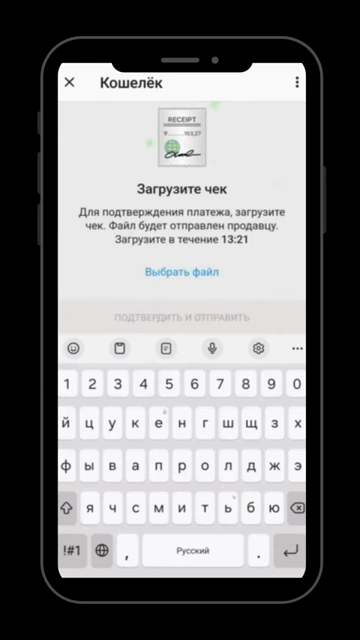 Кошелёк
RECEIPT
Загрузите чек
Для подтверждения платежа, загрузите
чек. Файл будет отправлен продавцу.
Загрузите в течение 13:21
Выбрать файл
ПОДТВЕРДИТЬ И ОТПРАВИТЬ
1 2 3 4 5 6 7 8 9 0
й ц у к е н г ш щ з х
ф ы в а п р о л д ж э
я ч с м и т ь б ю
!#1 , Русский .